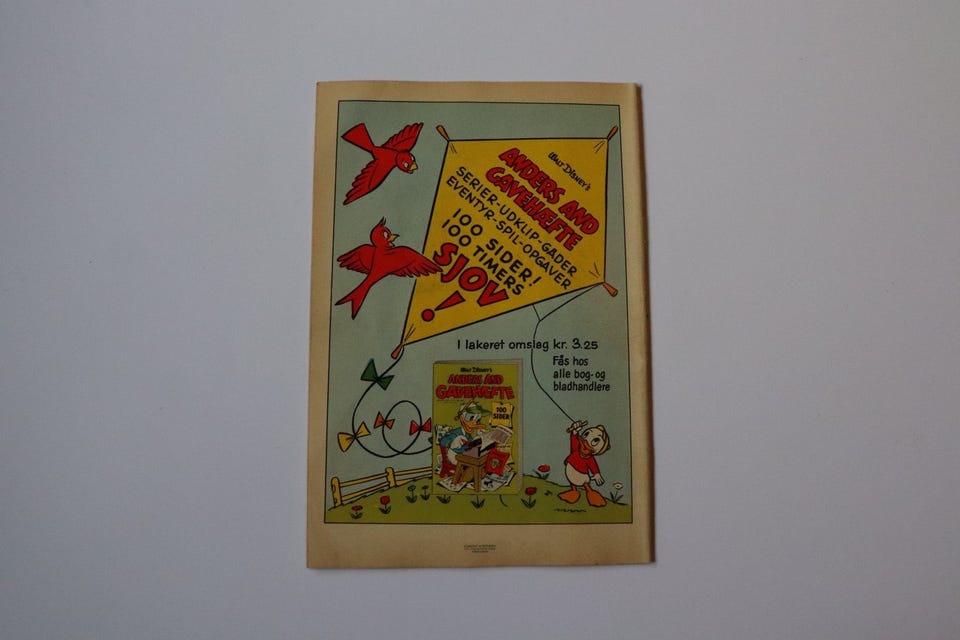 WALT DISNEY'S
ANDERS AND
GAVEHÆFTE
SERIER-UDKLIP-GÅDER
EVENTYR-SPIL-OPGAVER
100 SIDER!
100 TIMERS
SJOV
!
I lakeret omslag kr. 3.25
Fås hos
alle bog- og
bladhandlere
WALT DISNEY'S
ANDERS AND
GAVEHÆFTE
100
SIDER